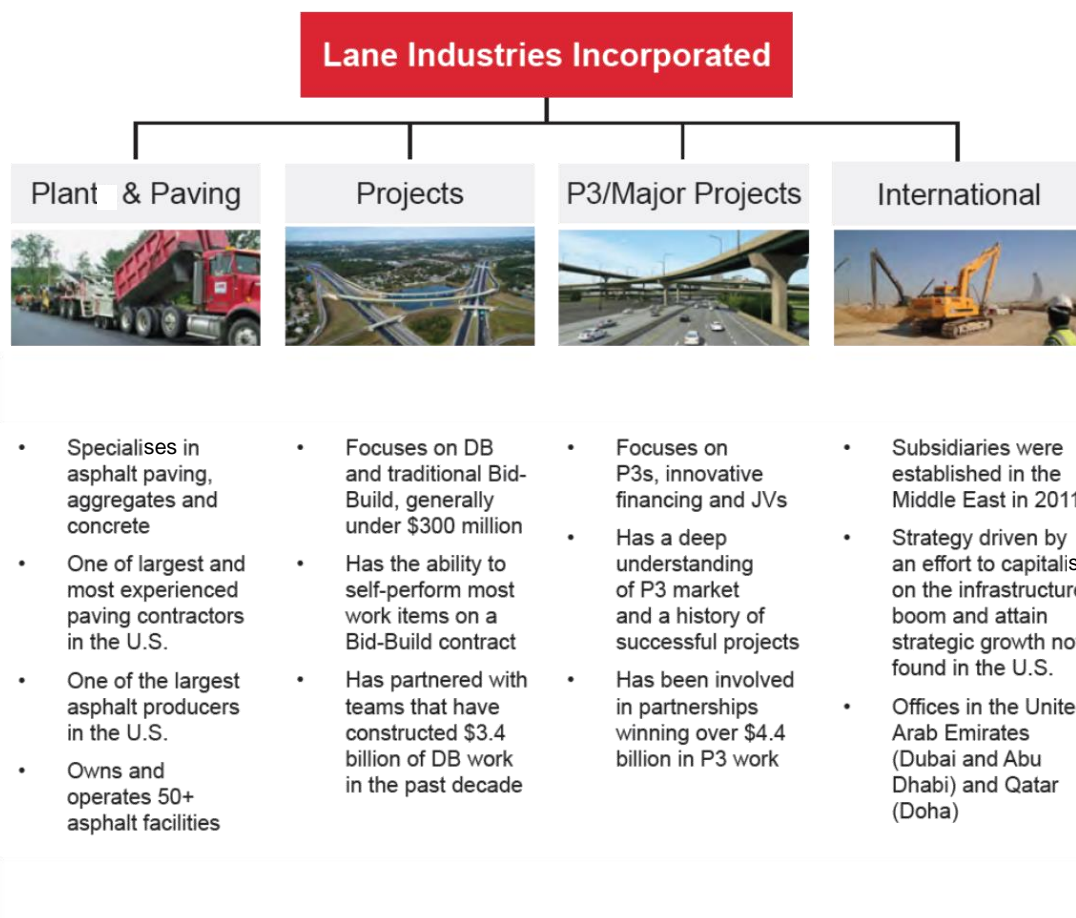 Lane Industries Incorporated
Plant & Paving
Projects
P3/Major Projects
International
• Specialises in
asphalt paving,
aggregates and
concrete
• One of largest and
most experienced
paving contractors
in the U.S.
• One of the largest
asphalt producers
in the U.S.
• Owns and
operates 50+
asphalt facilities
• Focuses on DB
and traditional Bid-
Build, generally
under $300 million
• Has the ability to
self-perform most
work items on a
Bid-Build contract
• Has partnered with
teams that have
constructed $3.4
billion of DB work
in the past decade
• Focuses on
P3s, innovative
financing and JVs
• Has a deep
understanding
of P3 market
and a history of
successful projects
• Has been involved
in partnerships
winning over $4.4
billion in P3 work
• Subsidiaries were
established in the
Middle East in 2011
• Strategy driven by
an effort to capitalis
on the infrastructure
boom and attain
strategic growth no
found in the U.S.
• Offices in the Unite
Arab Emirates
(Dubai and Abu
Dhabi) and Qatar
(Doha)